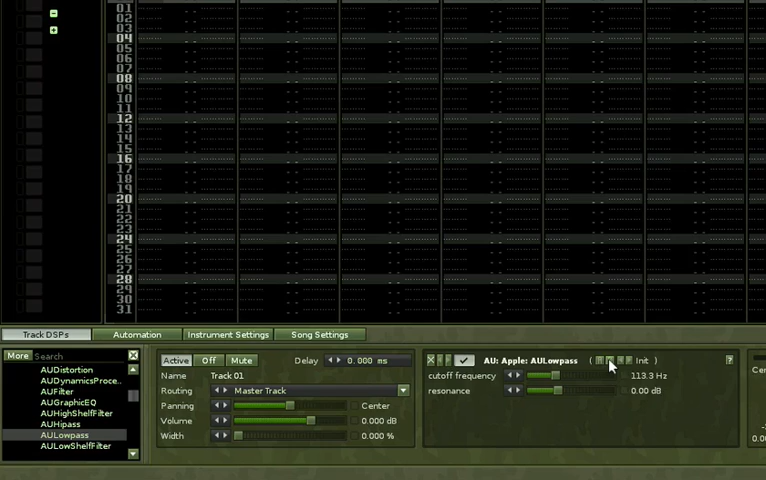 01
02
03
04
05
06
07
08
09
10
11
12
13
14
15
16
17
18
19
20
21
22
23
24
25
26
27
28
29
30
31
Track DSPs Automation Instrument Settings Song Settings
More Search
AUDistortion
AUDynamicsProce..
AUFilter
AUGraphicEQ
AUHighShelfFilter
AUHipass
AULowpass
AULowShelfFilter
Active Off Mute Delay 0.000 ms
Name Track 01
Routing Master Track
Panning Center
Volume 0.000 dB
Width 0.000 %
AU: Apple: AULowpass ( Init ) ?
cutoff frequency 113.3 Hz
resonance 0.00 dB